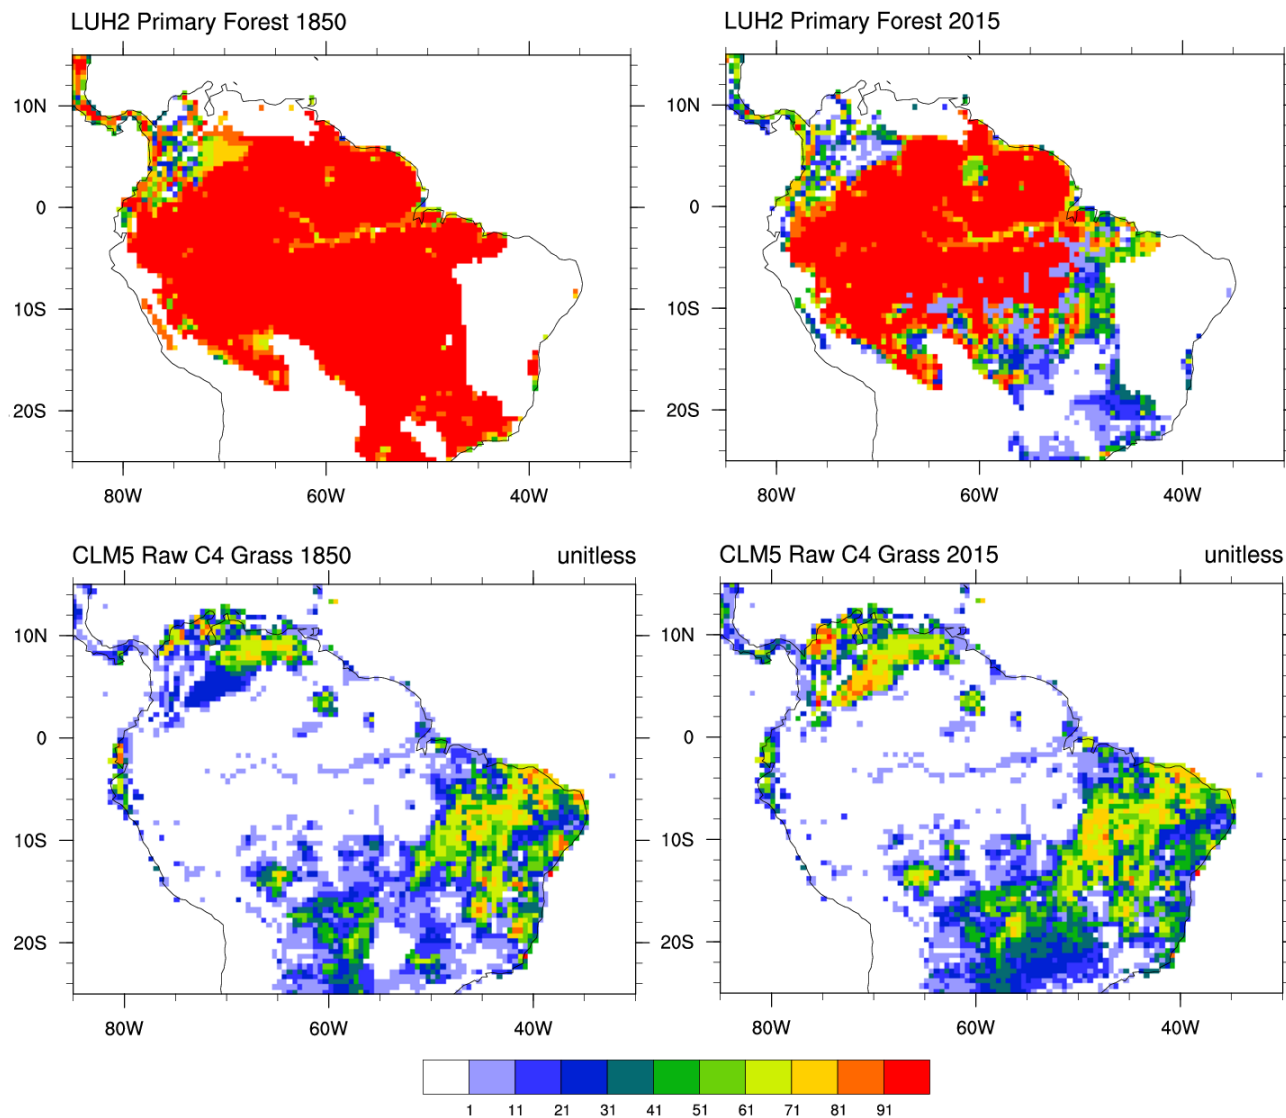 LUH2 Primary Forest 1850
LUH2 Primary Forest 2015
10N
0
10S
20S
80W 60W 40W
10N
0
10S
20S
80W 60W 40W
CLM5 Raw C4 Grass 1850 unitless
CLM5 Raw C4 Grass 2015 unitless
10N
0
10S
20S
80W 60W 40W
10N
0
10S
20S
80W 60W 40W
1 11 21 31 41 51 61 71 81 91